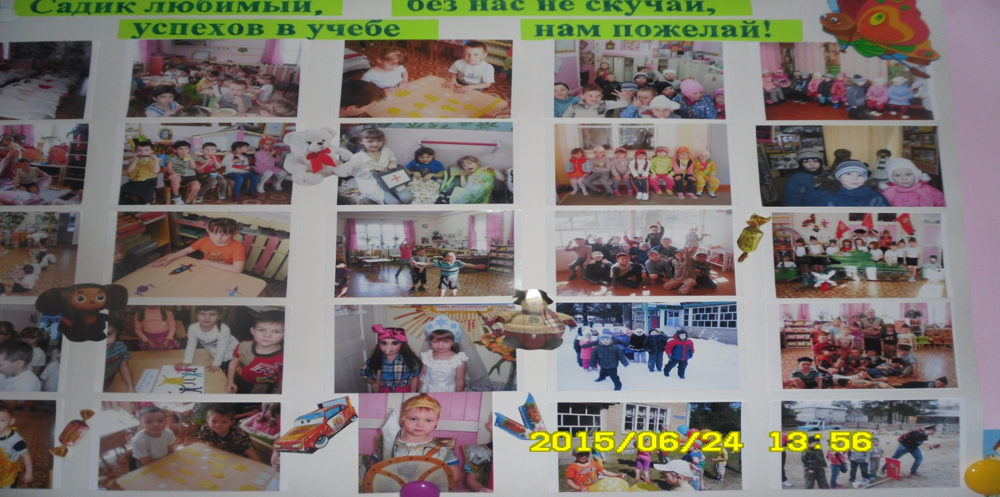 Садик любимый, без нас не скучай,
успехов в учебе нам пожелай!
2015/06/24 13:56